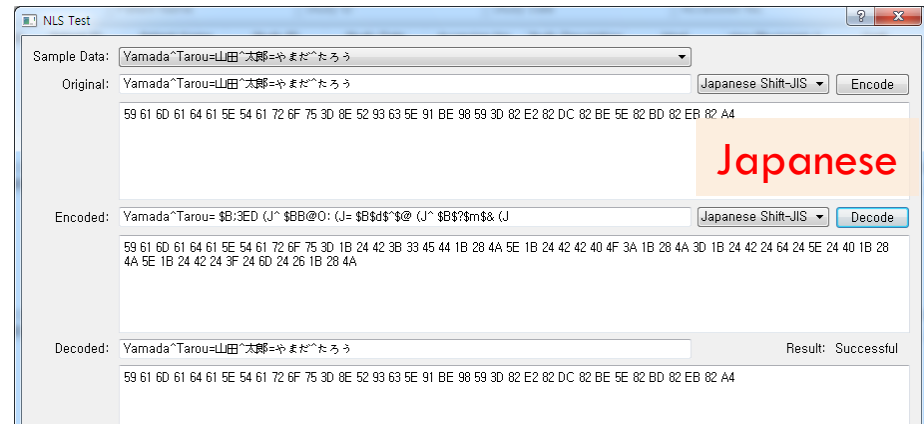 NLS Test
Sample Data: Yamada^Tarou=山田^太郎=やまだ^たろう
Original: Yamada^Tarou=山田^太郎=やまだ^たろう Japanese Shift-JIS Encode
59 61 6D 61 64 61 5E 54 61 72 6F 75 3D 8E 52 93 63 5E 91 BE 98 59 3D 82 E2 82 DC 82 BE 5E 82 BD 82 EB 82 A4
Japanese
Encoded: Yamada^Tarou= $B;3ED (J^ $BB@O: (J= $B$d$^$@ (J^ $B$?$m$& (J Japanese Shift-JIS Decode
59 61 6D 61 64 61 5E 54 61 72 6F 75 3D 1B 24 42 3B 33 45 44 1B 28 4A 5E 1B 24 42 42 40 4F 3A 1B 28 4A 3D 1B 24 42 24 64 24 5E 24 40 1B 28
4A 5E 1B 24 42 24 3F 24 6D 24 26 1B 28 4A
Decoded: Yamada^Tarou=山田^太郎=やまだ^たろう Result: Successful
59 61 6D 61 64 61 5E 54 61 72 6F 75 3D 8E 52 93 63 5E 91 BE 98 59 3D 82 E2 82 DC 82 BE 5E 82 BD 82 EB 82 A4